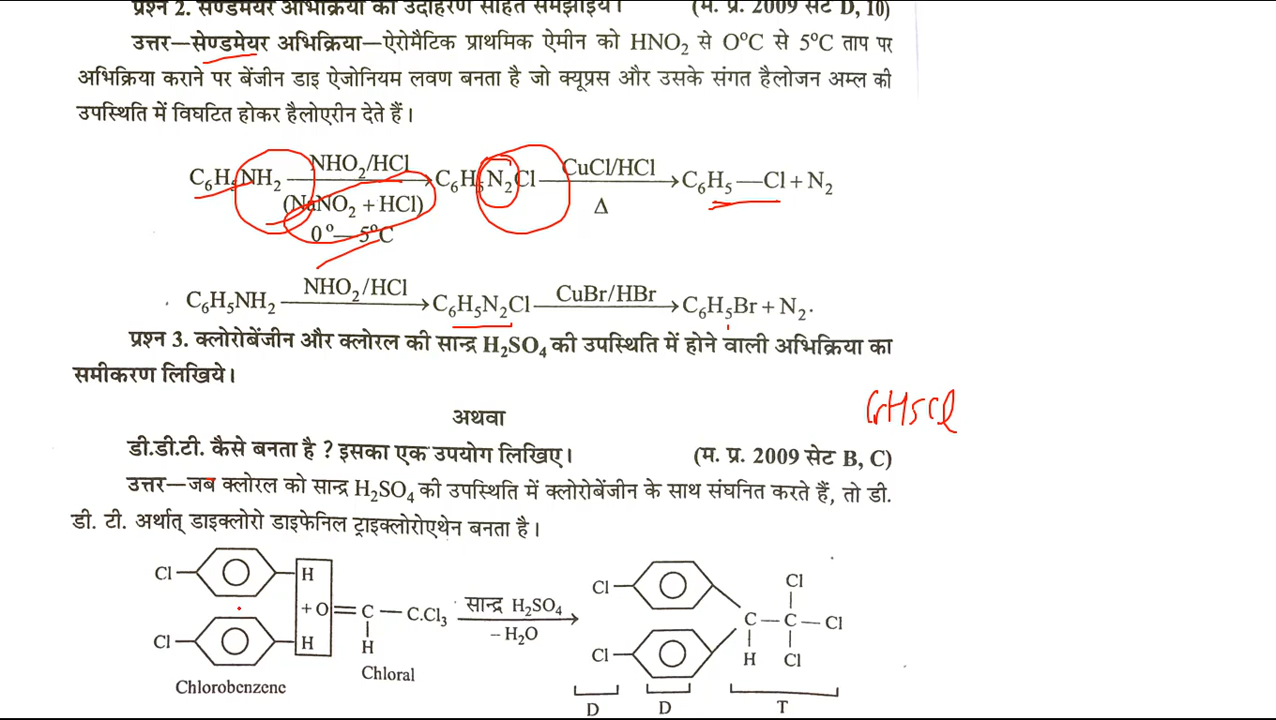 प्रश्न 2. सेण्डमेयर अभिक्रिया को उदाहरण सहित समझाइये। (म. प्र. 2009 सेट D, 10)
उत्तर—सेण्डमेयर अभिक्रिया—ऐरोमैटिक प्राथमिक ऐमीन को HNO₂ से O°C से 5°C ताप पर
अभिक्रिया कराने पर बेंजीन डाइ ऐजोनियम लवण बनता है जो क्यूप्रस और उसके संगत हैलोजन अम्ल की
उपस्थिति में विघटित होकर हैलोएरीन देते हैं।
NHO₂/HCl CuCl/HCl
C₆H₅NH₂ → C₆H₅N₂Cl → C₆H₅—Cl + N₂
(NaNO₂ + HCl) Δ
0°—5°C
NHO₂/HCl CuBr/HBr
C₆H₅NH₂ → C₆H₅N₂Cl → C₆H₅Br + N₂.
प्रश्न 3. क्लोरोबेंजीन और क्लोरल की सान्द्र H₂SO₄ की उपस्थिति में होने वाली अभिक्रिया का
समीकरण लिखिये।
C6H5Cl
अथवा
डी.डी.टी. कैसे बनता है ? इसका एक उपयोग लिखिए। (म. प्र. 2009 सेट B, C)
उत्तर—जब क्लोरल को सान्द्र H₂SO₄ की उपस्थिति में क्लोरोबेंजीन के साथ संघनित करते हैं, तो डी.
डी. टी. अर्थात् डाइक्लोरो डाइफेनिल ट्राइक्लोरोएथेन बनता है।
Cl H Cl Cl
+ O = C — C.Cl₃ सान्द्र H₂SO₄ → C — C — Cl
– H₂O
Cl H H Cl H Cl
Chlorobenzene Chloral
D D T